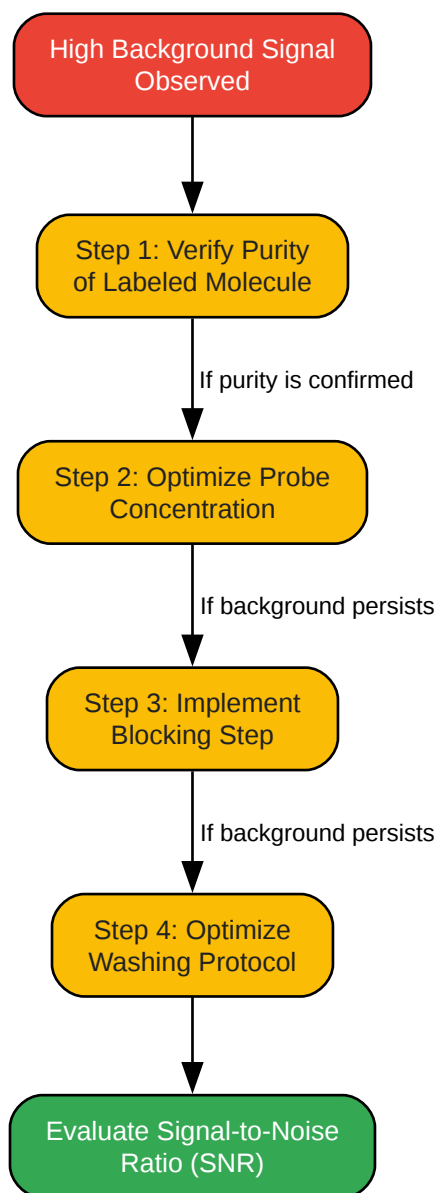 High Background Signal
Observed
Step 1: Verify Purity
of Labeled Molecule
If purity is confirmed
Step 2: Optimize Probe
Concentration
If background persists
Step 3: Implement
Blocking Step
If background persists
Step 4: Optimize
Washing Protocol
Evaluate Signal-to-Noise
Ratio (SNR)